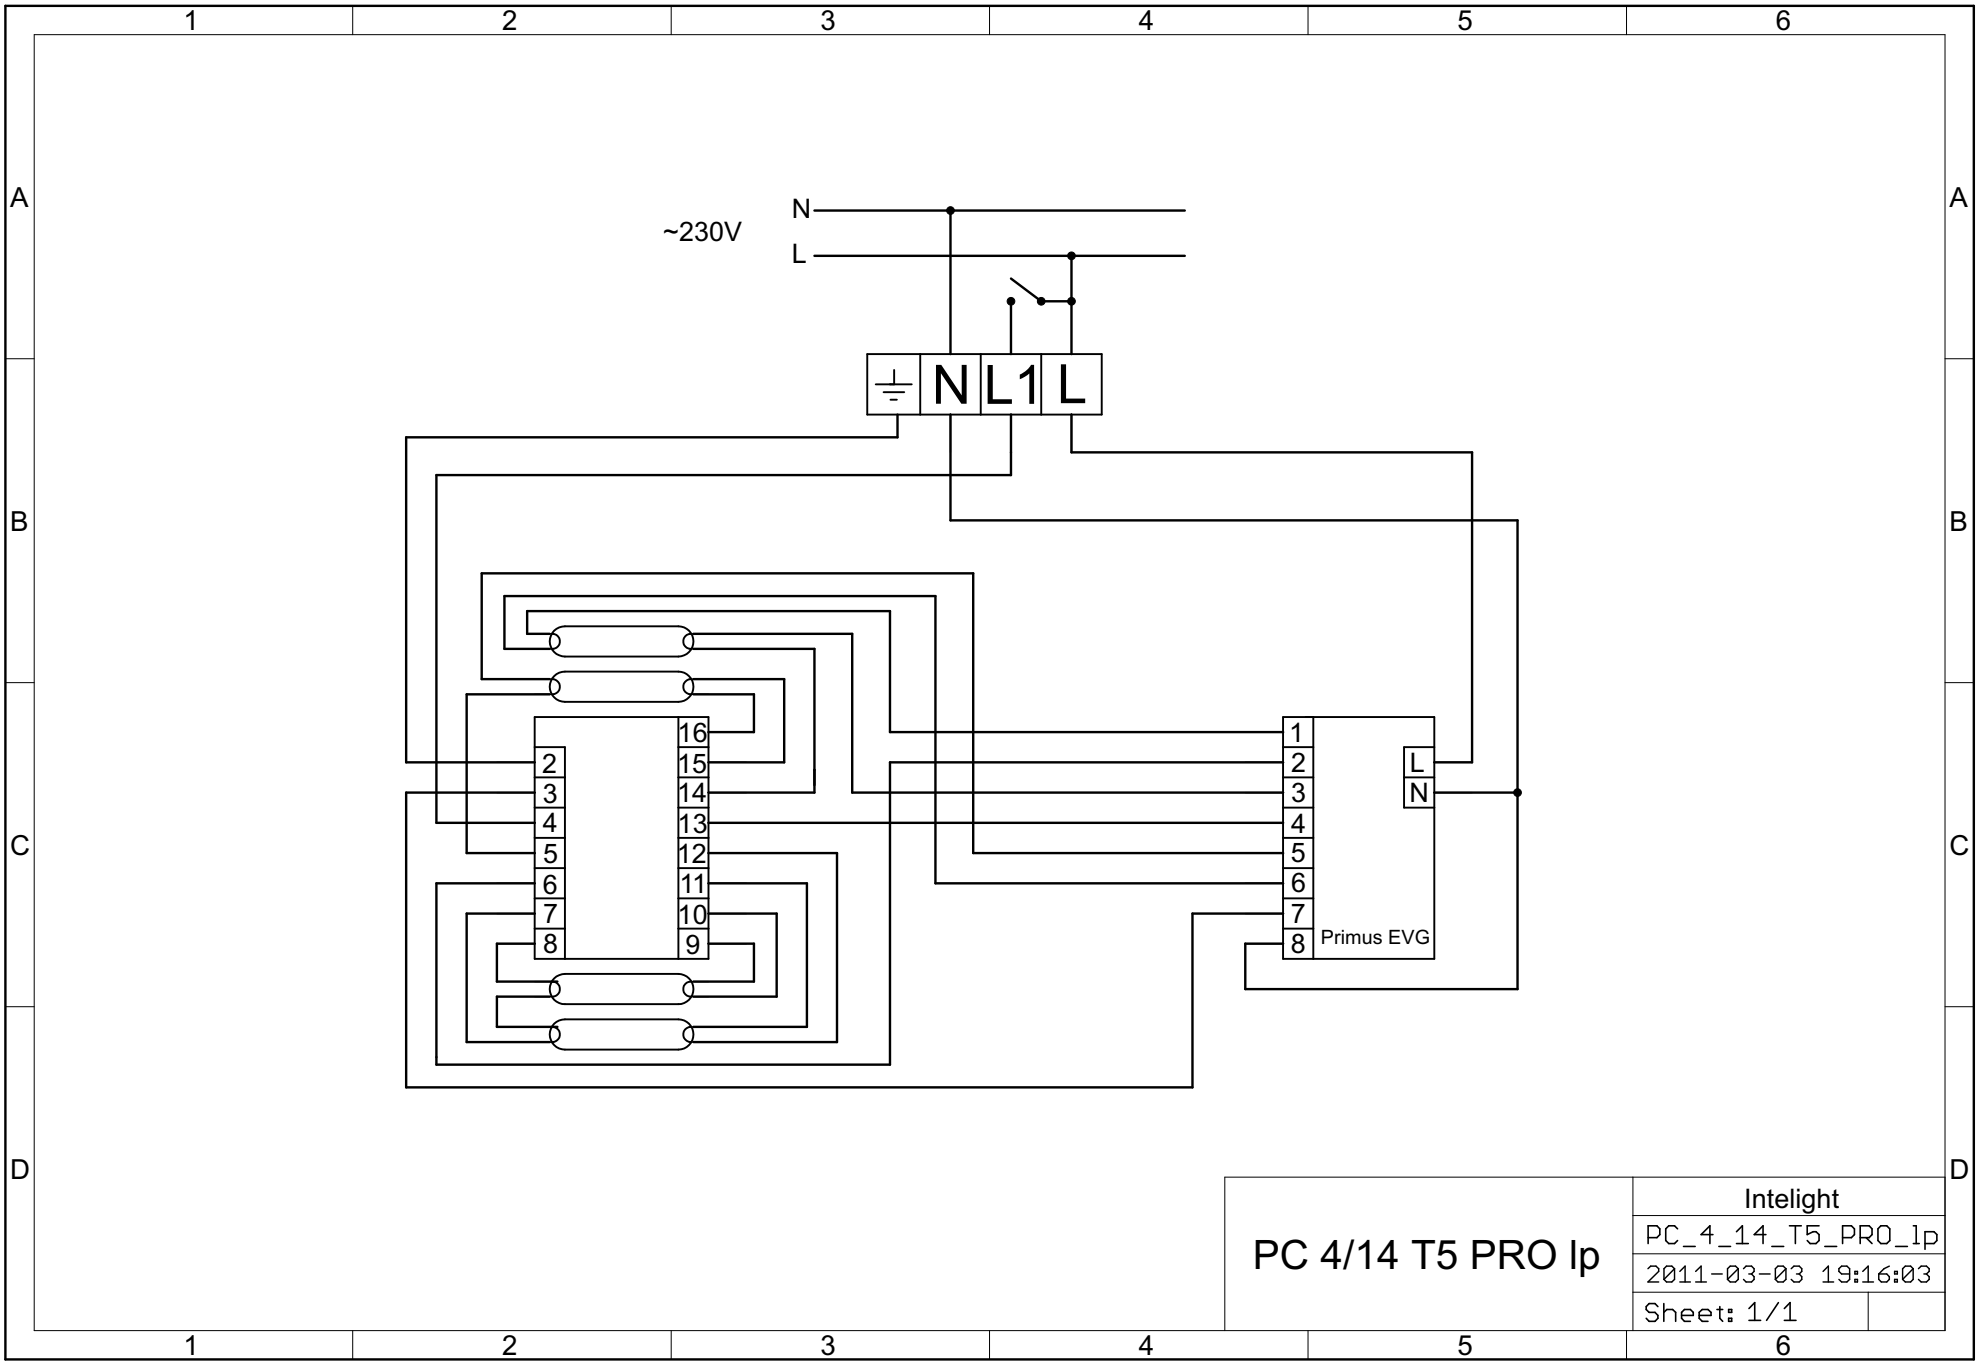 1 2 3 4 5 6
A A
N
~230V
L
N L1 L
B B
16 1
2 15 2 L
3 14 3 N
4 13 4
C C
5 12 5
6 11 6
7 10 7
8 9 8 Primus EVG
D D
Intelight
PC_4_14_T5_PRO_lp
PC 4/14 T5 PRO lp
2011-03-03 19:16:03
Sheet: 1/1
1 2 3 4 5 6